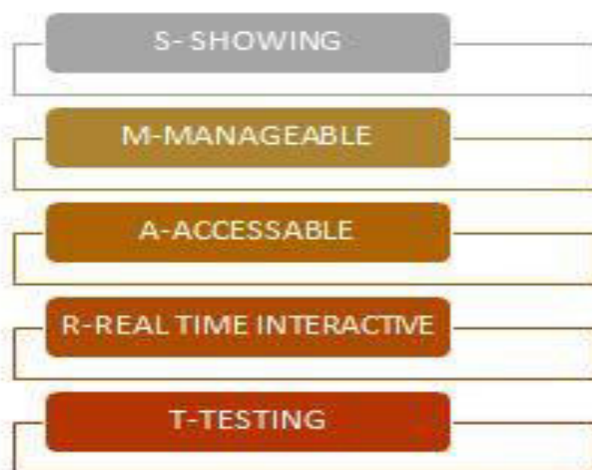 S- SHOWING
M-MANAGEABLE
A-ACCESSABLE
R-REAL TIME INTERACTIVE
T-TESTING